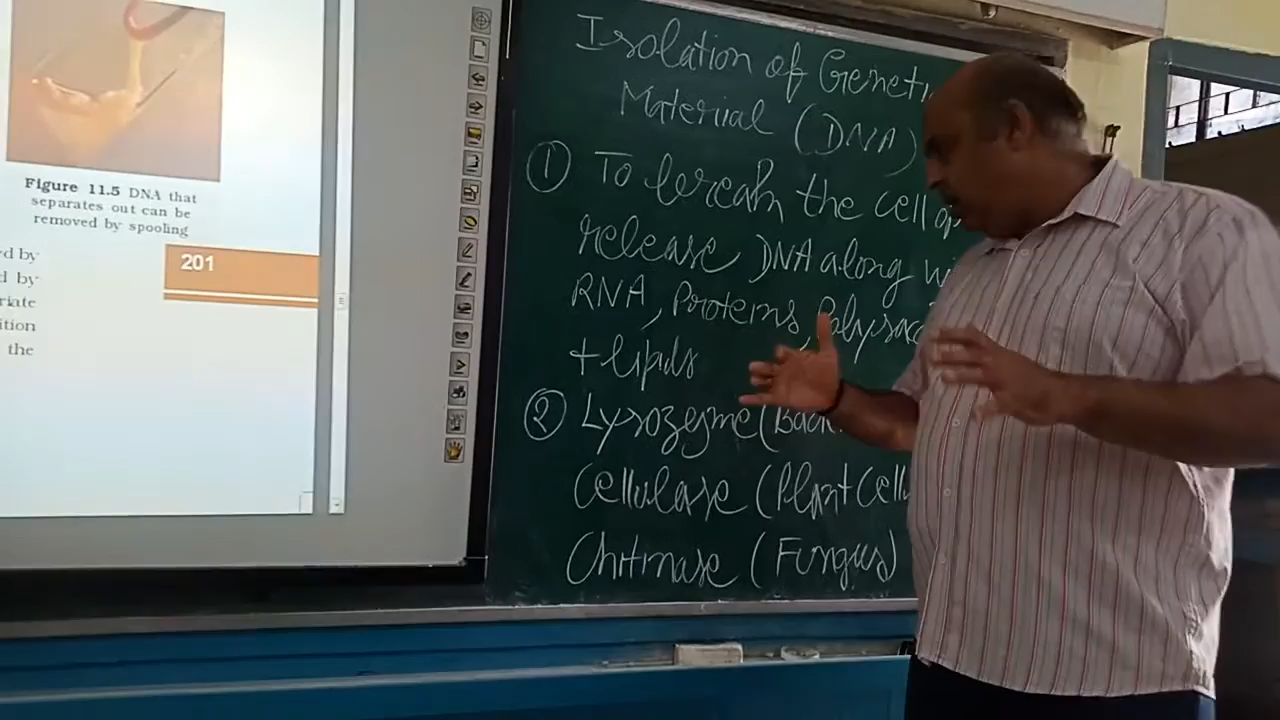 Figure 11.5 DNA that
separates out can be
removed by spooling
d by
d by
riate
ition
the
201
Isolation of Geneti
Material (DNA)
① To break the cell op
release DNA along wi
RNA, Proteins, Polysac
+ lipids
② Lysozyme (Bact
Cellulase (Plant Cell
Chitinase (Fungus)